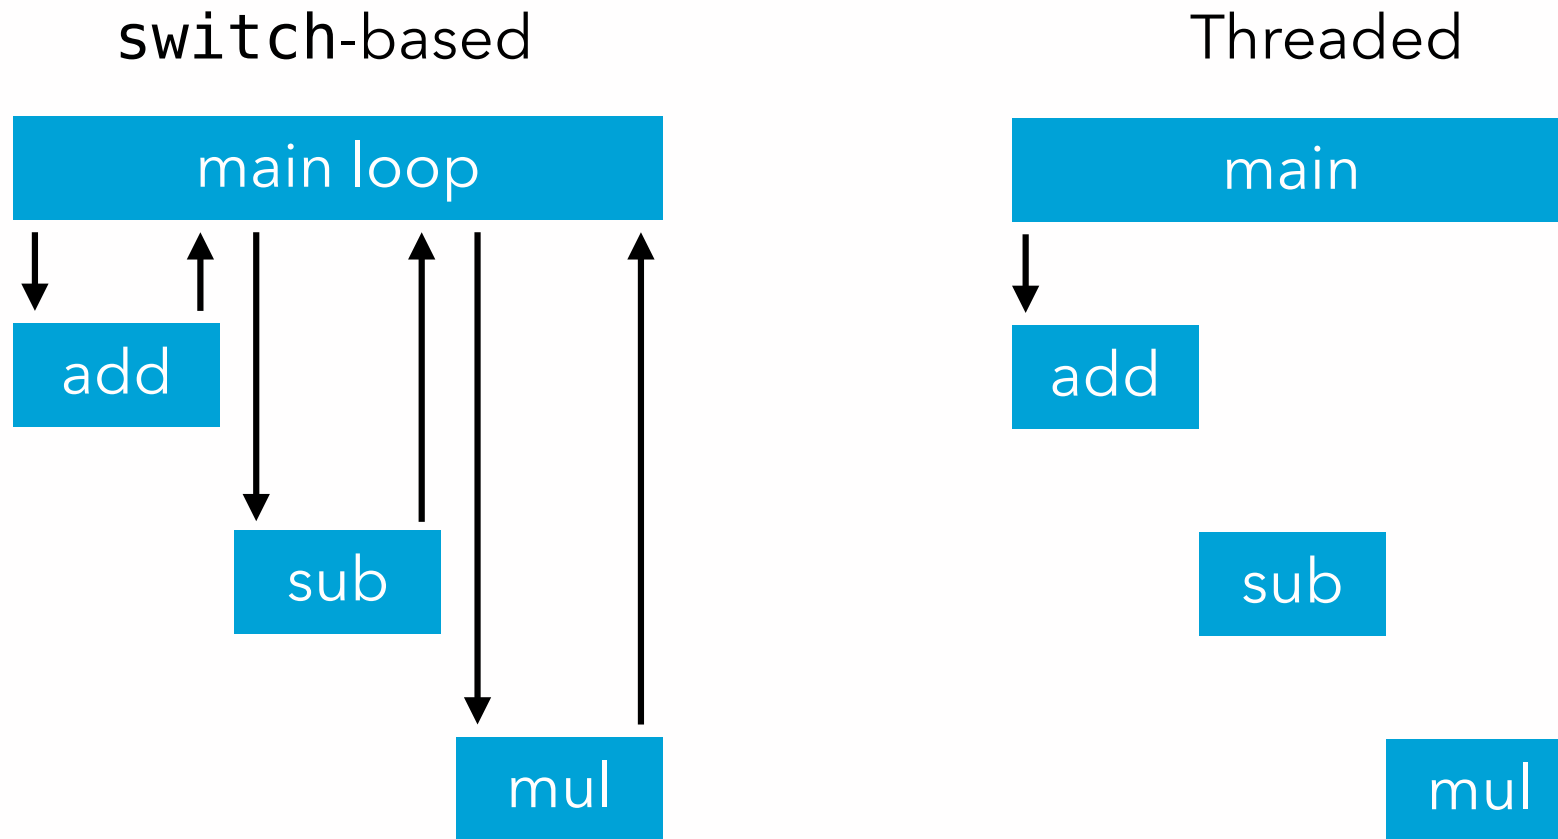 switch-based
main loop
add
sub
mul
Threaded
main
add
sub
mul